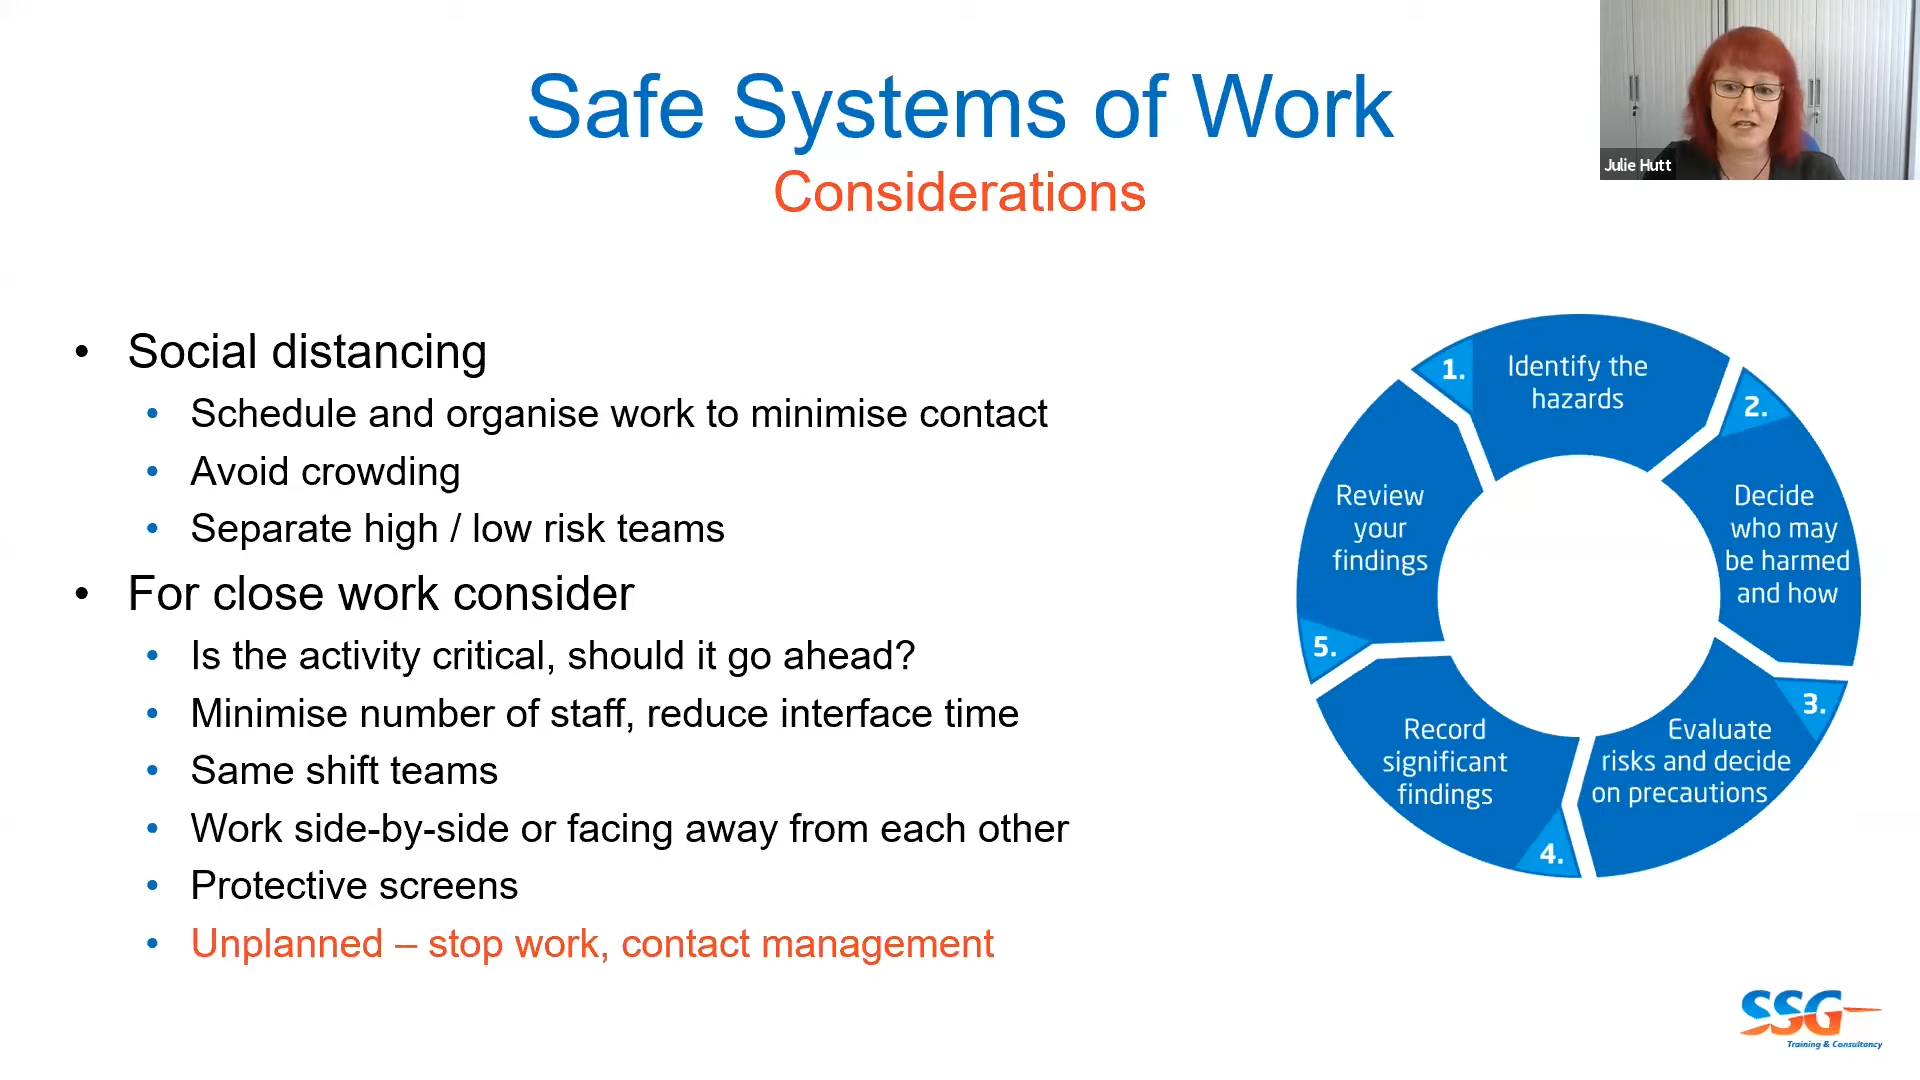 Safe Systems of Work
Considerations
Julie Hutt
• Social distancing
• Schedule and organise work to minimise contact
• Avoid crowding
• Separate high / low risk teams
• For close work consider
• Is the activity critical, should it go ahead?
• Minimise number of staff, reduce interface time
• Same shift teams
• Work side-by-side or facing away from each other
• Protective screens
• Unplanned – stop work, contact management
1.
Identify the
hazards
2.
Decide
who may
be harmed
and how
3.
Evaluate
risks and decide
on precautions
4.
Record
significant
findings
5.
Review
your
findings
SSG
Training & Consultancy